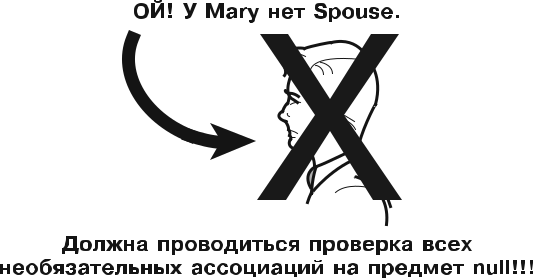 ОЙ! У Mary нет Spouse.
Должна проводиться проверка всех
необязательных ассоциаций на предмет null!!!